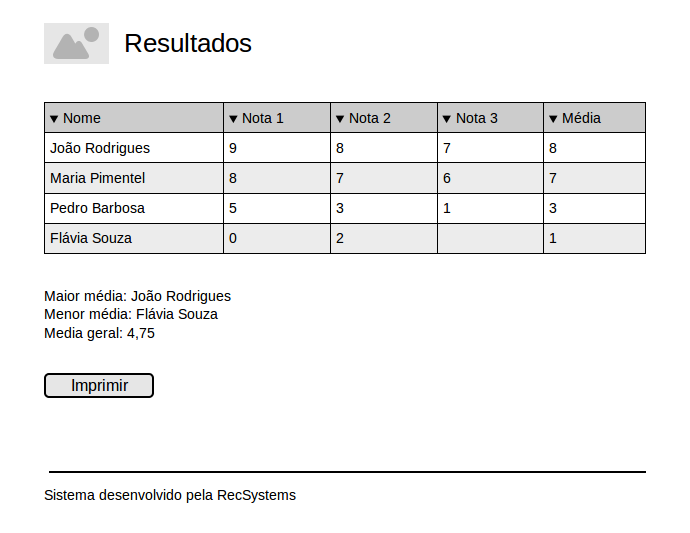 Resultados
▼ Nome ▼ Nota 1 ▼ Nota 2 ▼ Nota 3 ▼ Média
João Rodrigues 9 8 7 8
Maria Pimentel 8 7 6 7
Pedro Barbosa 5 3 1 3
Flávia Souza 0 2 1
Maior média: João Rodrigues
Menor média: Flávia Souza
Media geral: 4,75
Imprimir
Sistema desenvolvido pela RecSystems